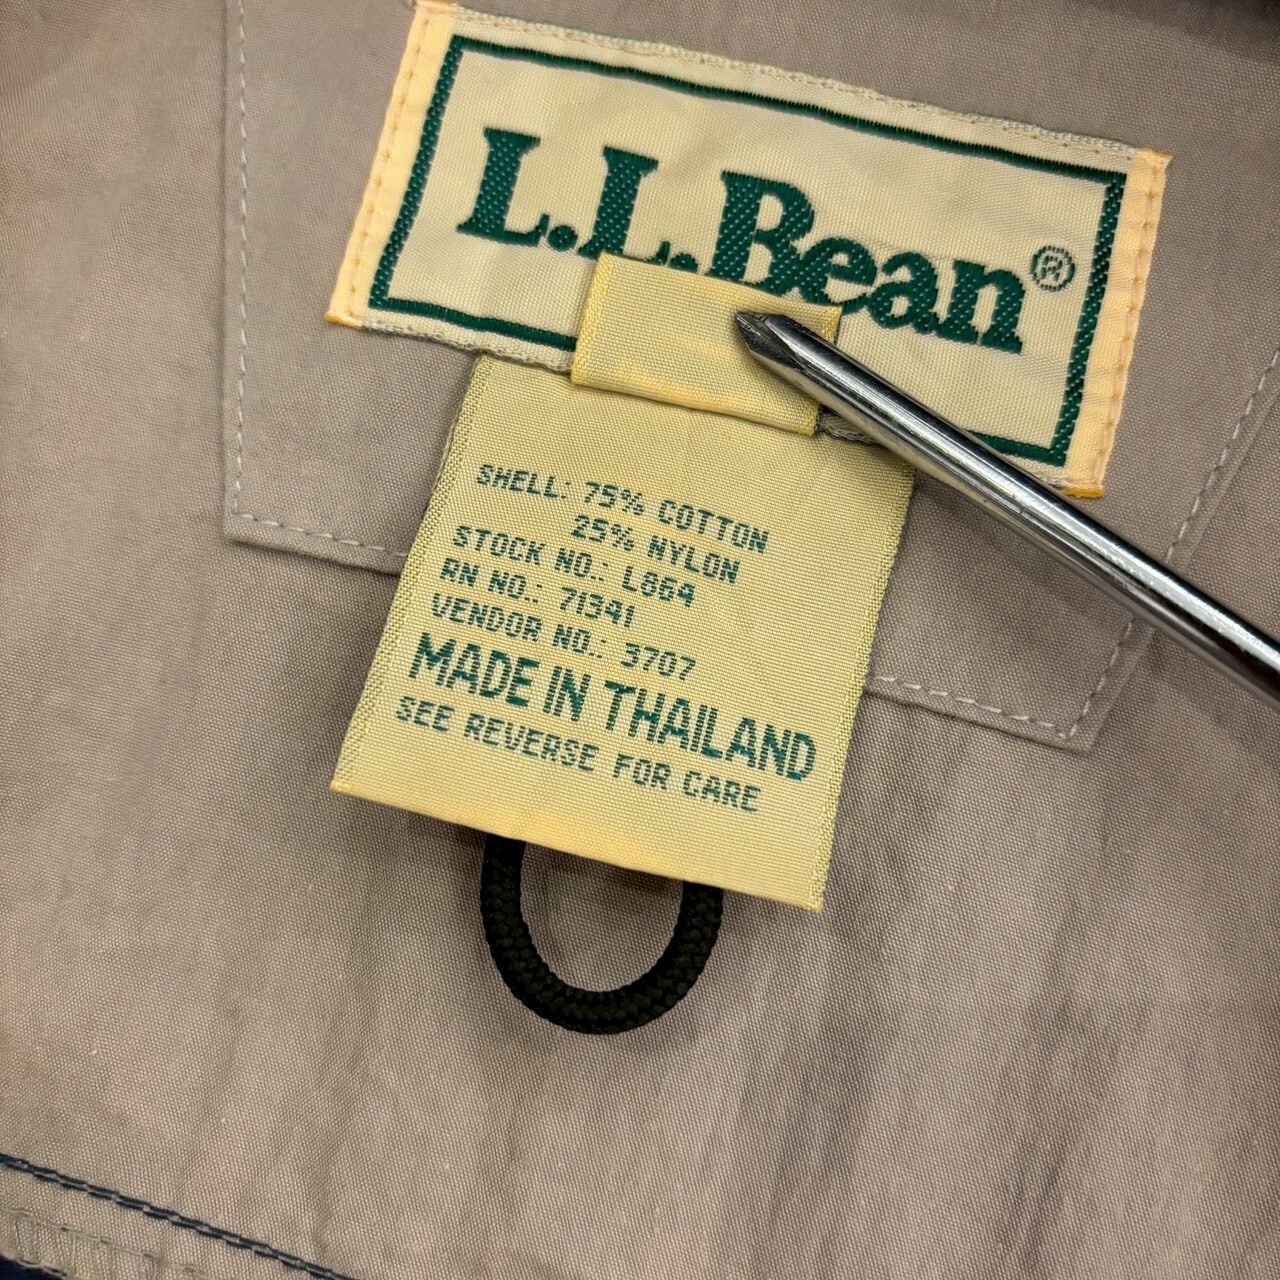 L.L.Bean®
SHELL: 75% COTTON
25% NYLON
STOCK NO.: L864
RN NO.: 71341
VENDOR NO.: 3707
MADE IN THAILAND
SEE REVERSE FOR CARE